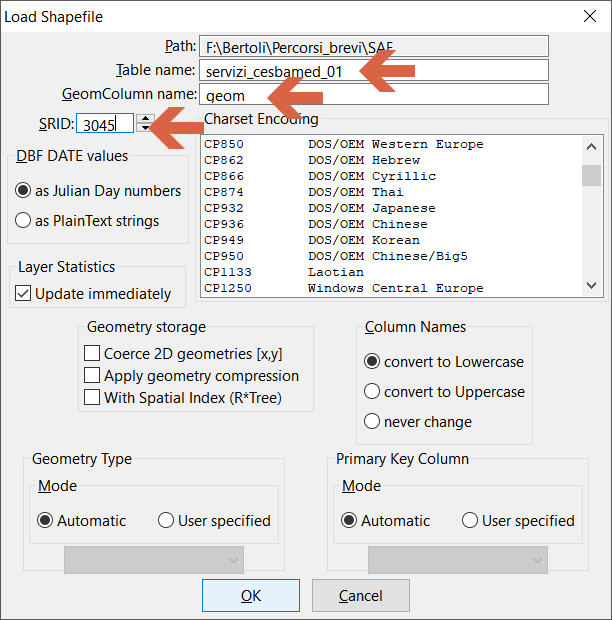 Load Shapefile
Path: F:\Bertoli\Percorsi_brevi\SAF
Table name: servizi_cesbamed_01
GeomColumn name: geom
SRID: 3045
Charset Encoding
CP850 DOS/OEM Western Europe
CP862 DOS/OEM Hebrew
CP866 DOS/OEM Cyrillic
CP874 DOS/OEM Thai
CP932 DOS/OEM Japanese
CP936 DOS/OEM Chinese
CP949 DOS/OEM Korean
CP950 DOS/OEM Chinese/Big5
CP1133 Laotian
CP1250 Windows Central Europe
DBF DATE values
as Julian Day numbers
as PlainText strings
Layer Statistics
Update immediately
Geometry storage
Coerce 2D geometries [x,y]
Apply geometry compression
With Spatial Index (R*Tree)
Column Names
convert to Lowercase
convert to Uppercase
never change
Geometry Type
Mode
Automatic User specified
Primary Key Column
Mode
Automatic User specified
OK Cancel